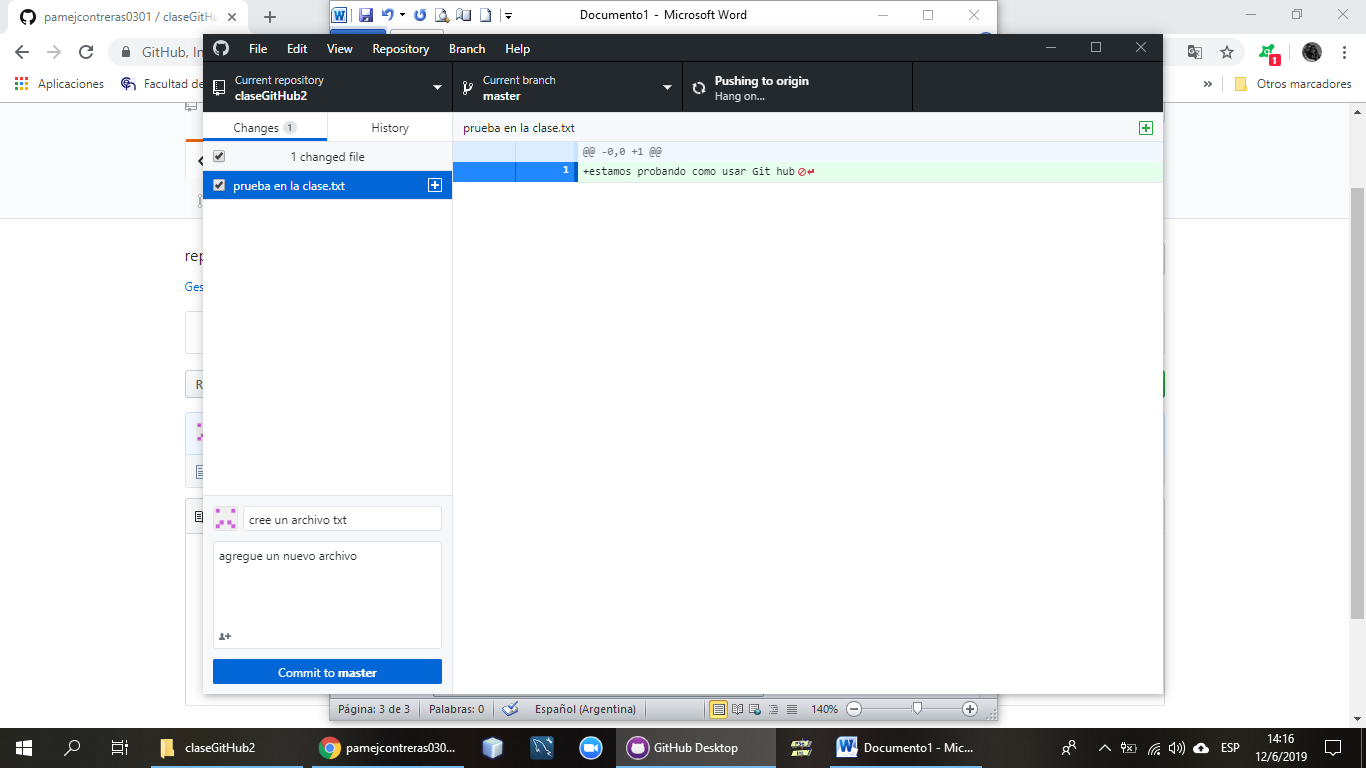 pamejcontreras0301 / claseGitHu
Documento1 - Microsoft Word
GitHub, In
Aplicaciones
Facultad de
»
Otros marcadores
1
File Edit View Repository Branch Help
Current repository
claseGitHub2
Current branch
master
Pushing to origin
Hang on...
Changes 1
History
prueba en la clase.txt
1 changed file
@@ -0,0 +1 @@
prueba en la clase.txt
1 +estamos probando como usar Git hub
rep
Ges
R
cree un archivo txt
agregue un nuevo archivo
Commit to master
Página: 3 de 3
Palabras: 0
Español (Argentina)
140%
claseGitHub2
pamejcontreras030...
GitHub Desktop
Documento1 - Mic...
ESP
14:16
12/6/2019